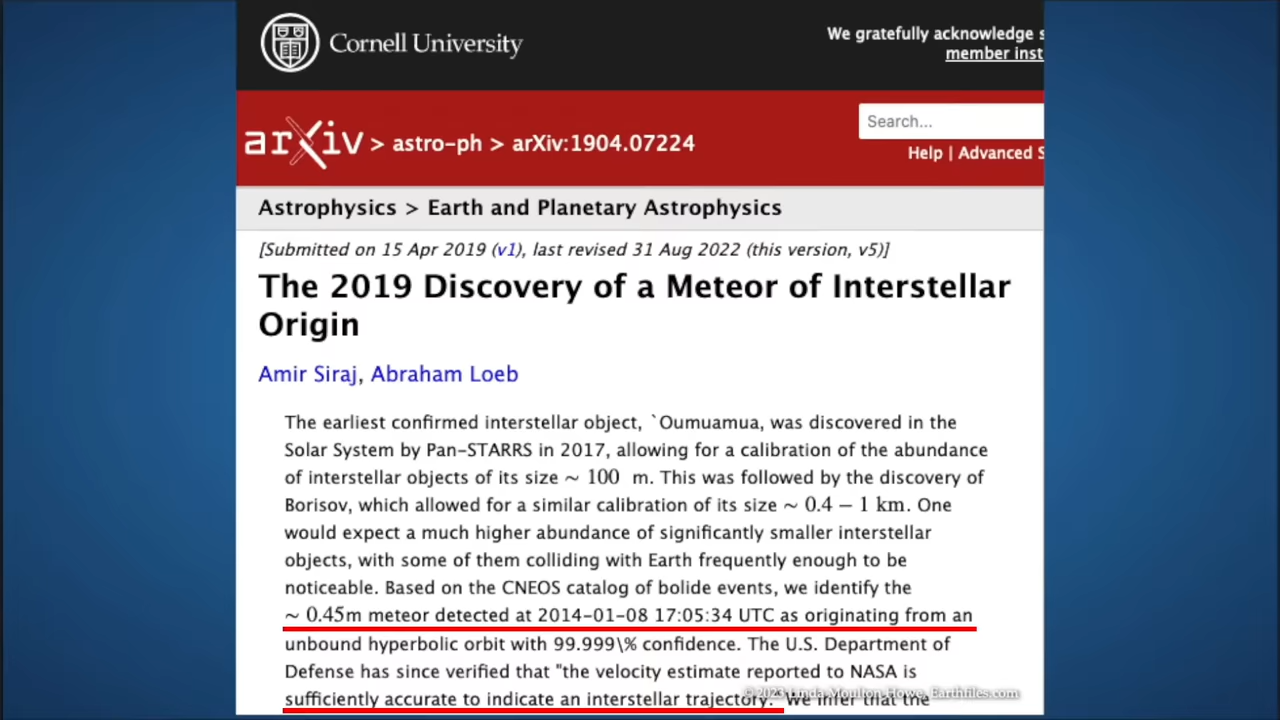 Cornell University
We gratefully acknowledge s
member inst
arXiv > astro-ph > arXiv:1904.07224
Search...
Help | Advanced S
Astrophysics > Earth and Planetary Astrophysics
[Submitted on 15 Apr 2019 (v1), last revised 31 Aug 2022 (this version, v5)]
The 2019 Discovery of a Meteor of Interstellar
Origin
Amir Siraj, Abraham Loeb
The earliest confirmed interstellar object, `Oumuamua, was discovered in the
Solar System by Pan-STARRS in 2017, allowing for a calibration of the abundance
of interstellar objects of its size ~ 100 m. This was followed by the discovery of
Borisov, which allowed for a similar calibration of its size ~ 0.4 – 1 km. One
would expect a much higher abundance of significantly smaller interstellar
objects, with some of them colliding with Earth frequently enough to be
noticeable. Based on the CNEOS catalog of bolide events, we identify the
~ 0.45m meteor detected at 2014-01-08 17:05:34 UTC as originating from an
unbound hyperbolic orbit with 99.999\% confidence. The U.S. Department of
Defense has since verified that "the velocity estimate reported to NASA is
sufficiently accurate to indicate an interstellar trajectory." We infer that the
© 2023 Linda Moulton Howe, Earthfiles.com